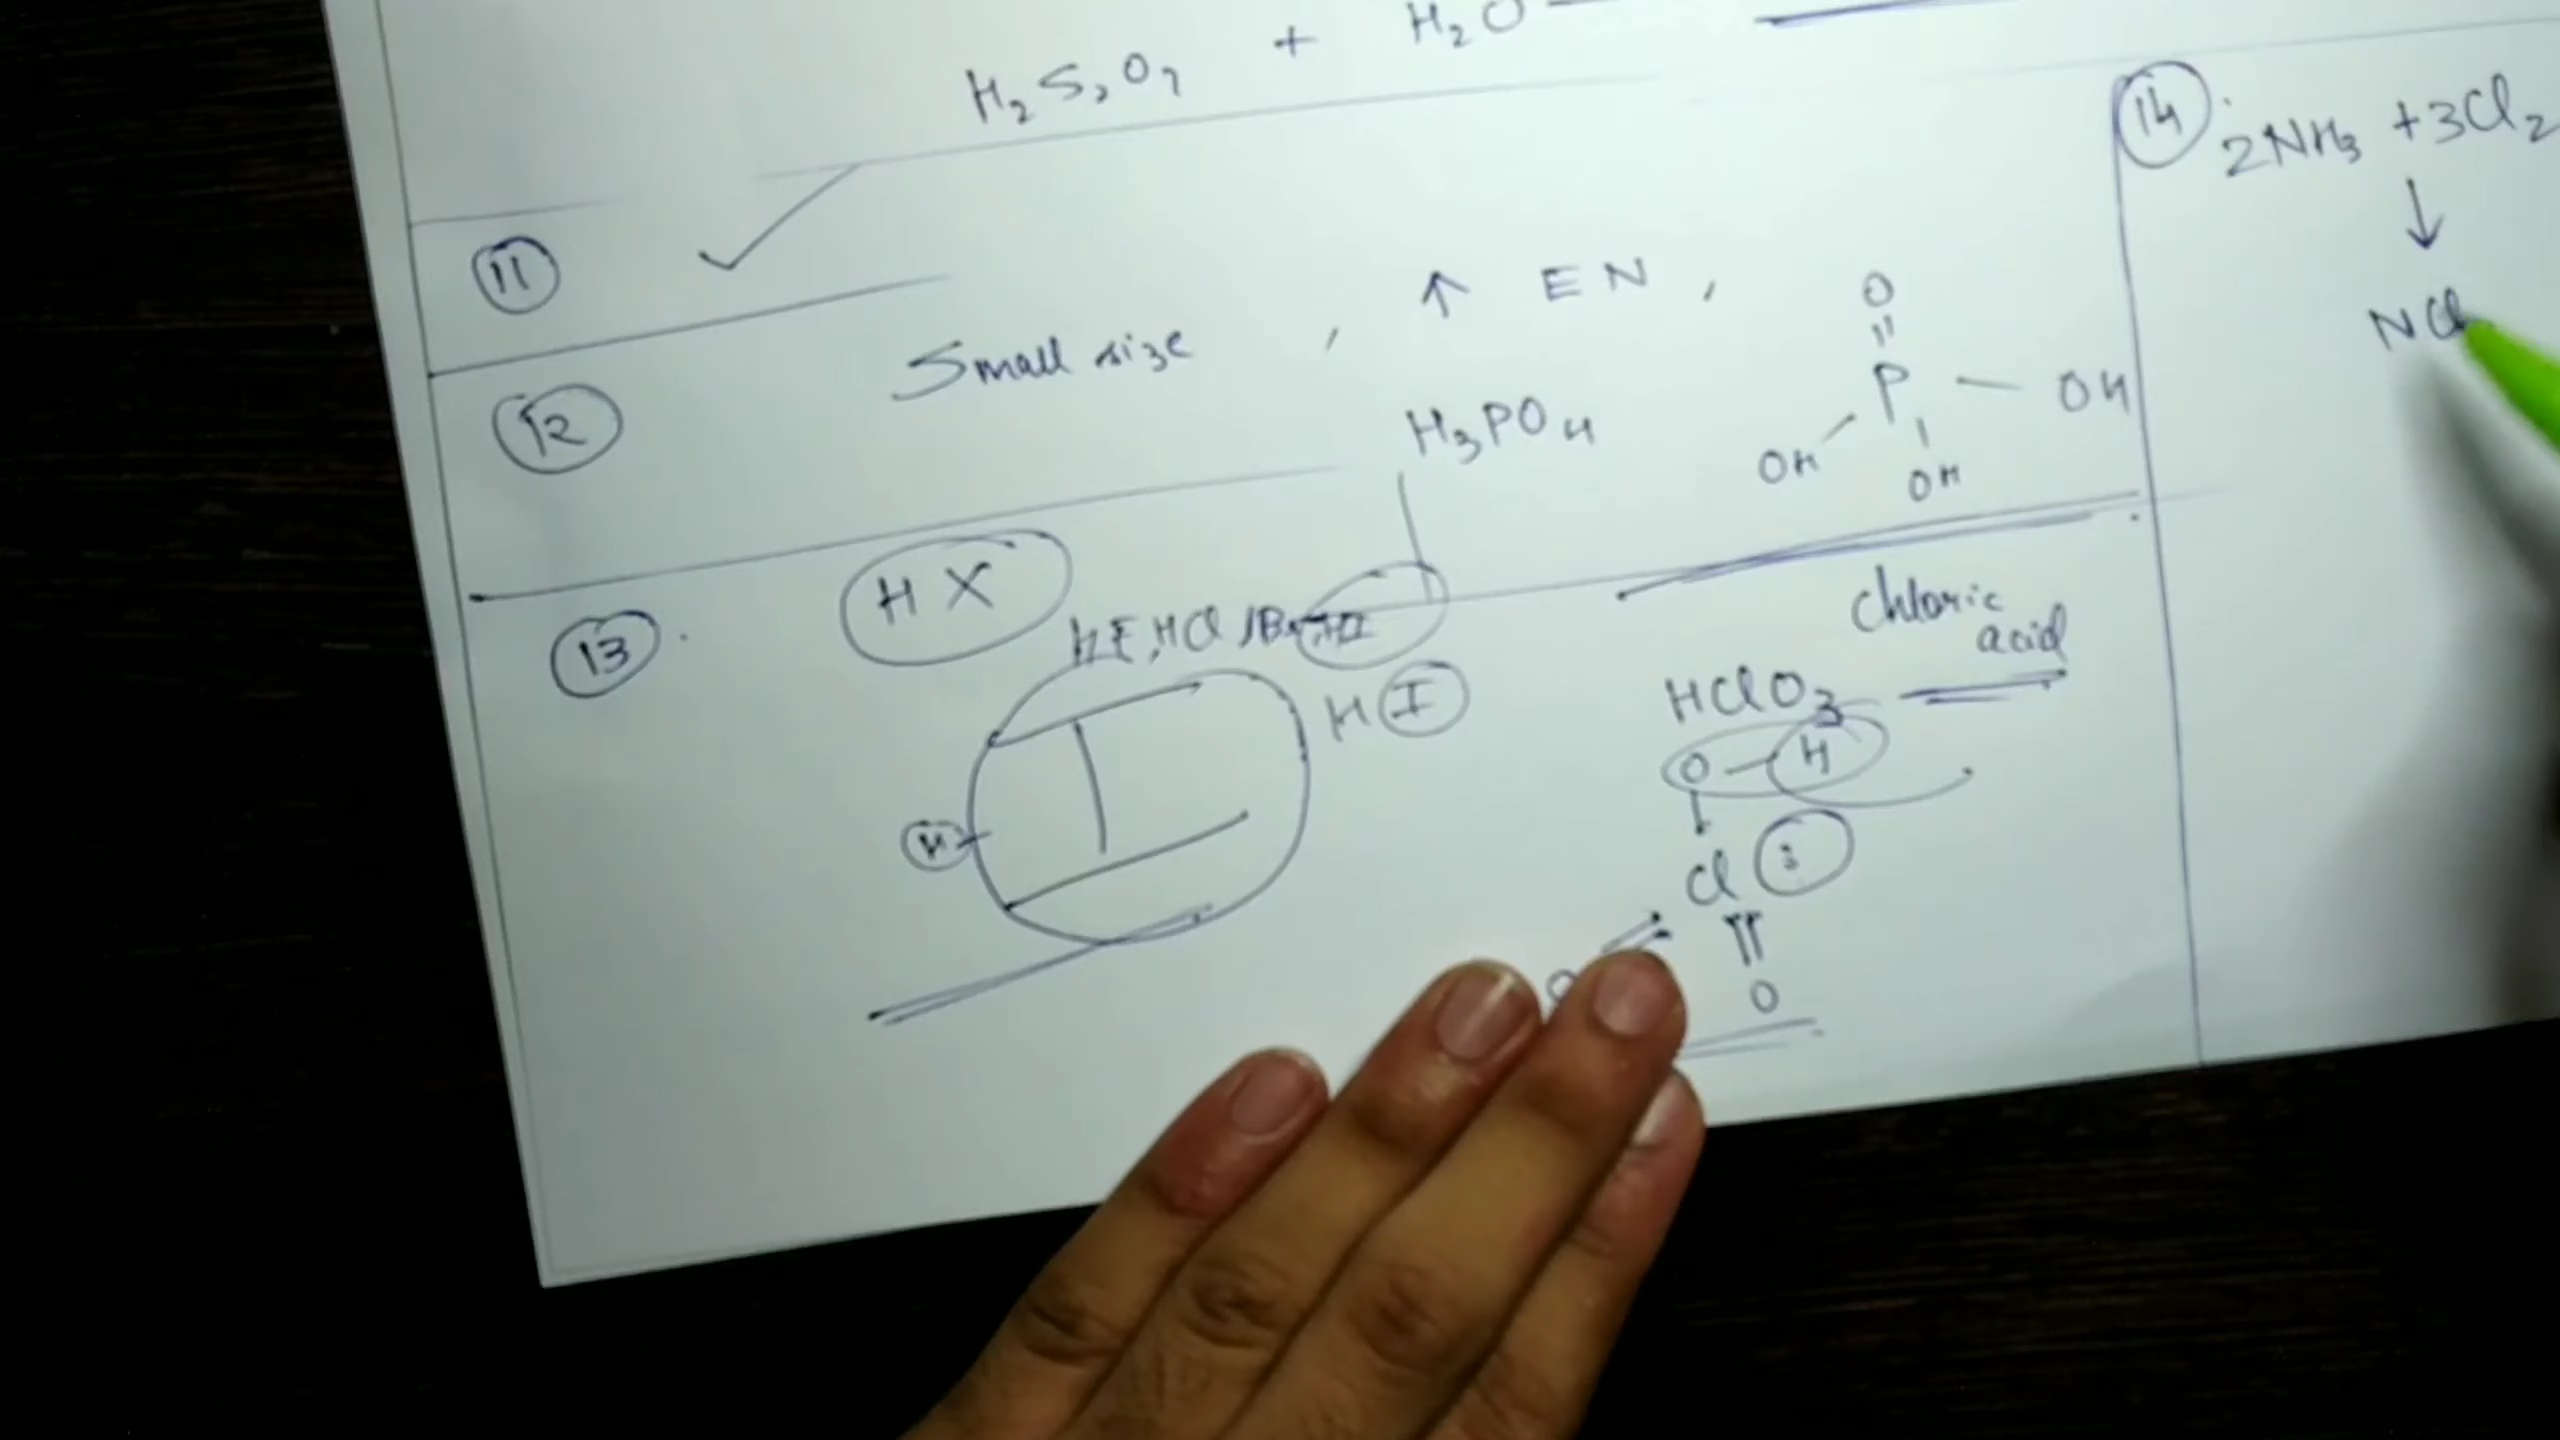 H2S2O7 + H2O
11
12 Small size , ↑ EN ,
H3PO4
O
"
P — OH
OH OH
13. HX
HF, HCl, HBr, HI
H I
H - I
Chloric
acid
HClO3
O — H
Cl :
O
14. 2NH3 + 3Cl2
↓
NCl